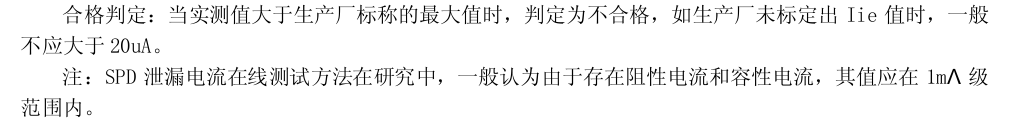 合格判定：当实测值大于生产厂标称的最大值时，判定为不合格，如生产厂未标定出 Iie 值时，一般
不应大于 20uA。
注：SPD 泄漏电流在线测试方法在研究中，一般认为由于存在阻性电流和容性电流，其值应在 1mΛ 级
范围内。